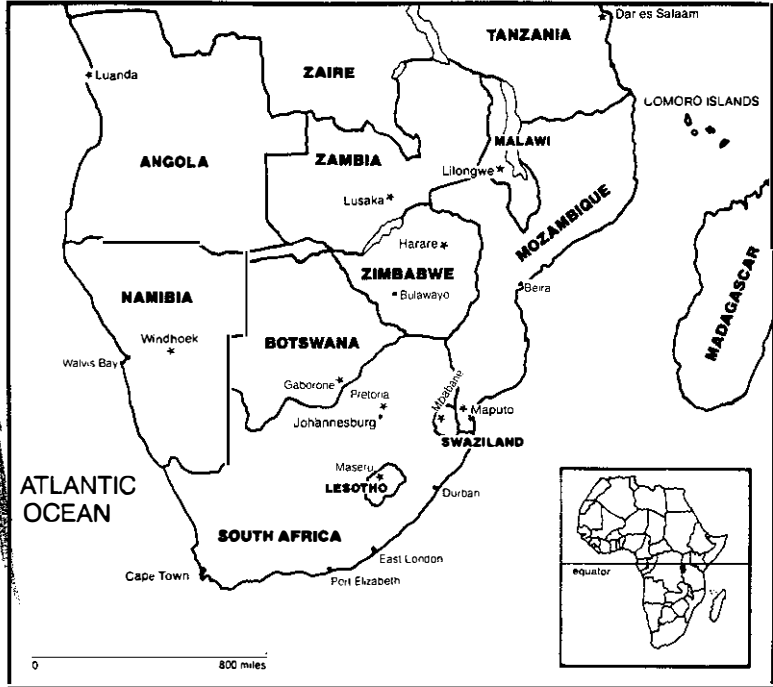 TANZANIA
Dar es Salaam
Luanda
ZAIRE
COMORO ISLANDS
ANGOLA
ZAMBIA
MALAWI
Lilongwe
Lusaka
MOZAMBIQUE
Harare
ZIMBABWE
Bulawayo
Beira
MADAGASCAR
NAMIBIA
Windhoek
BOTSWANA
Walvis Bay
Gaborone
Pretoria
Johannesburg
Mbabane
Maputo
SWAZILAND
Maseru
LESOTHO
Durban
ATLANTIC
OCEAN
SOUTH AFRICA
East London
Cape Town
Port Elizabeth
equator
0 800 miles